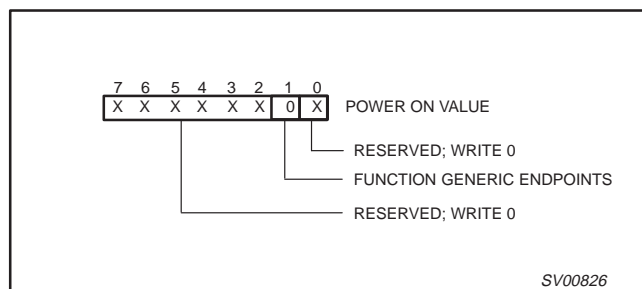 7 6 5 4 3 2 1 0
X X X X X X 0 X POWER ON VALUE
RESERVED; WRITE 0
FUNCTION GENERIC ENDPOINTS
RESERVED; WRITE 0
SV00826